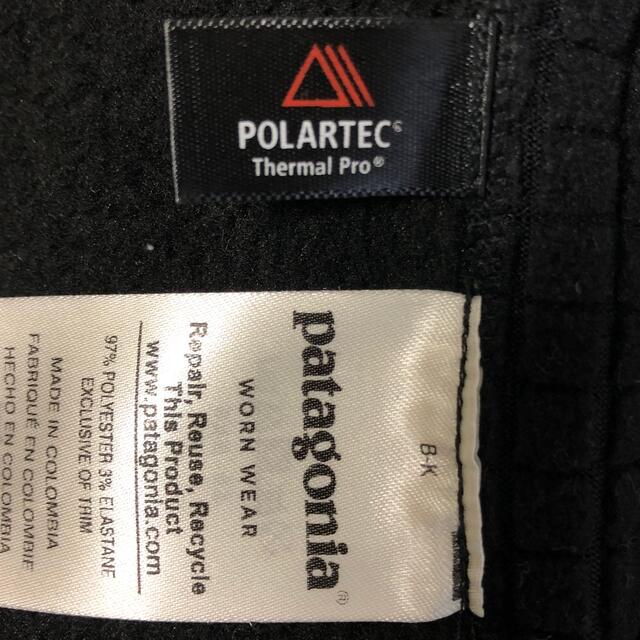 POLARTEC®
Thermal Pro®
B-K
patagonia®
WORN WEAR
Repair, Reuse, Recycle
This Product
www.patagonia.com
97% POLYESTER 3% ELASTANE
EXCLUSIVE OF TRIM
MADE IN COLOMBIA
FABRIQUÉ EN COLOMBIE
HECHO EN COLOMBIA